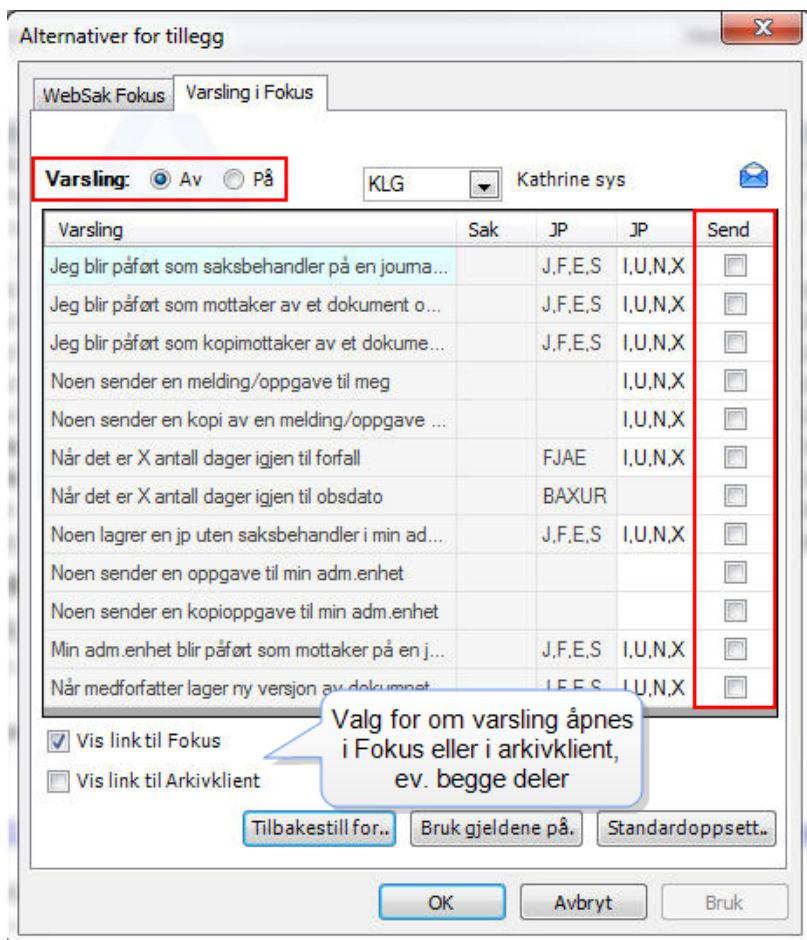 Alternativer for tillegg
WebSak Fokus Varsling i Fokus
Varsling: Av På KLG Kathrine sys
Varsling Sak JP JP Send
Jeg blir påført som saksbehandler på en journa... J,F,E,S I,U,N,X
Jeg blir påført som mottaker av et dokument o... J,F,E,S I,U,N,X
Jeg blir påført som kopimottaker av et dokume... J,F,E,S I,U,N,X
Noen sender en melding/oppgave til meg I,U,N,X
Noen sender en kopi av en melding/oppgave ... I,U,N,X
Når det er X antall dager igjen til forfall FJAE I,U,N,X
Når det er X antall dager igjen til obsdato BAXUR
Noen lagrer en jp uten saksbehandler i min ad... J,F,E,S I,U,N,X
Noen sender en oppgave til min adm.enhet
Noen sender en kopioppgave til min adm.enhet
Min adm.enhet blir påført som mottaker på en j... J,F,E,S I,U,N,X
Når medforfatter lager ny versjon av dokumnet J,F,E,S I,U,N,X
Vis link til Fokus
Vis link til Arkivklient
Valg for om varsling åpnes
i Fokus eller i arkivklient,
ev. begge deler
Tilbakestill for.. Bruk gjeldene på. Standardoppsett..
OK Avbryt Bruk